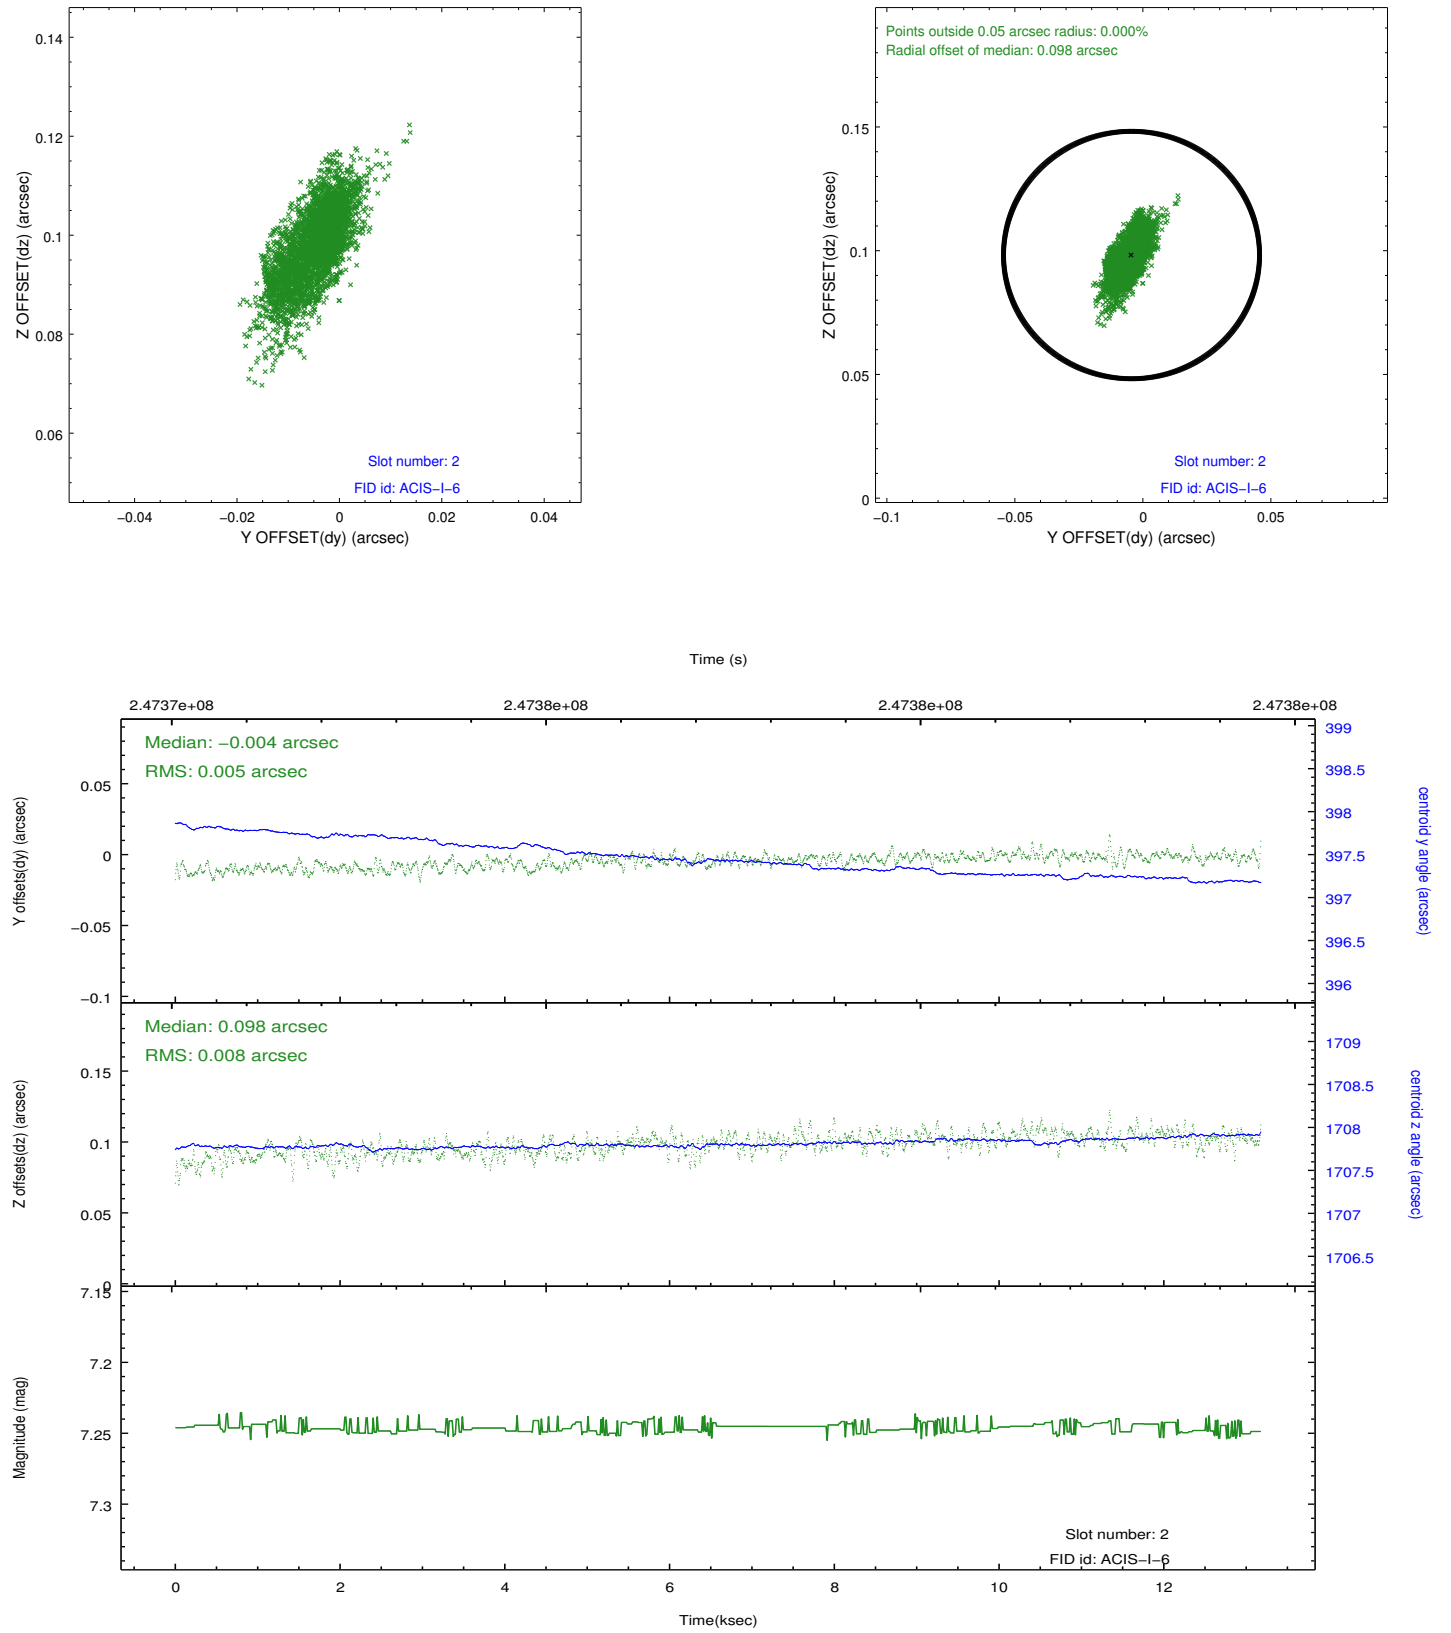 0.14
0.12
0.1
0.08
0.06
Z OFFSET(dz) (arcsec)
Slot number: 2
FID id: ACIS−I−6
−0.04
−0.02
0
0.02
0.04
Y OFFSET(dy) (arcsec)
Points outside 0.05 arcsec radius: 0.000%
Radial offset of median: 0.098 arcsec
0.15
0.1
0.05
0
Z OFFSET(dz) (arcsec)
Slot number: 2
FID id: ACIS−I−6
−0.1
−0.05
0
0.05
Y OFFSET(dy) (arcsec)
Time (s)
2.4737e+08
2.4738e+08
2.4738e+08
2.4738e+08
Median: −0.004 arcsec
RMS: 0.005 arcsec
0.05
0
−0.05
−0.1
Y offsets(dy) (arcsec)
399
398.5
398
397.5
397
396.5
396
centroid y angle (arcsec)
Median: 0.098 arcsec
RMS: 0.008 arcsec
0.15
0.1
0.05
0
Z offsets(dz) (arcsec)
1709
1708.5
1708
1707.5
1707
1706.5
centroid z angle (arcsec)
7.15
7.2
7.25
7.3
Magnitude (mag)
Slot number: 2
FID id: ACIS−I−6
0
2
4
6
8
10
12
Time(ksec)